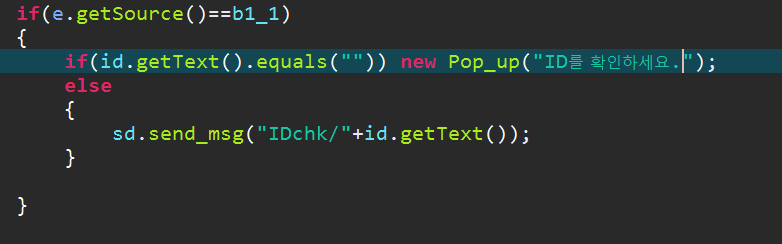 if(e.getSource()==b1_1)
{
if(id.getText().equals("")) new Pop_up("ID를 확인하세요.");
else
{
sd.send_msg("IDchk/"+id.getText());
}
}